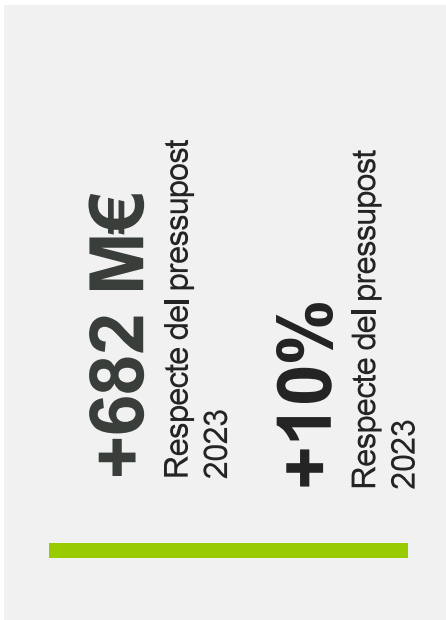 +682 M€
Respecte del pressupost
2023
+10%
Respecte del pressupost
2023